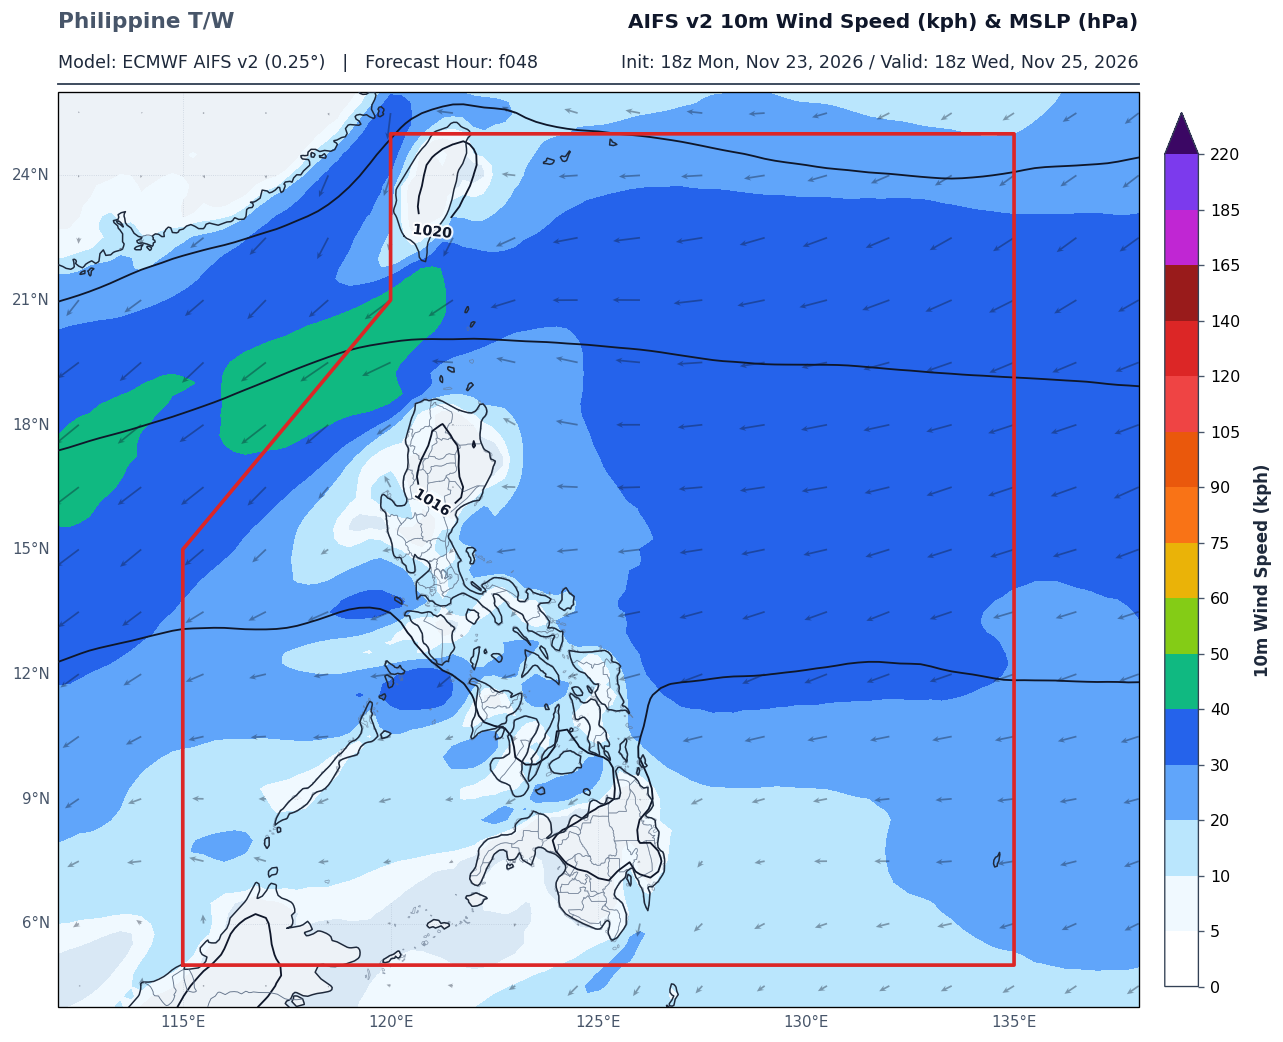 Philippine T/W
AIFS v2 10m Wind Speed (kph) & MSLP (hPa)
Model: ECMWF AIFS v2 (0.25°) | Forecast Hour: f048
Init: 18z Mon, Nov 23, 2026 / Valid: 18z Wed, Nov 25, 2026
24°N
21°N
18°N
15°N
12°N
9°N
6°N
1020
1016
115°E
120°E
125°E
130°E
135°E
220
185
165
140
120
105
90
75
60
50
40
30
20
10
5
0
10m Wind Speed (kph)